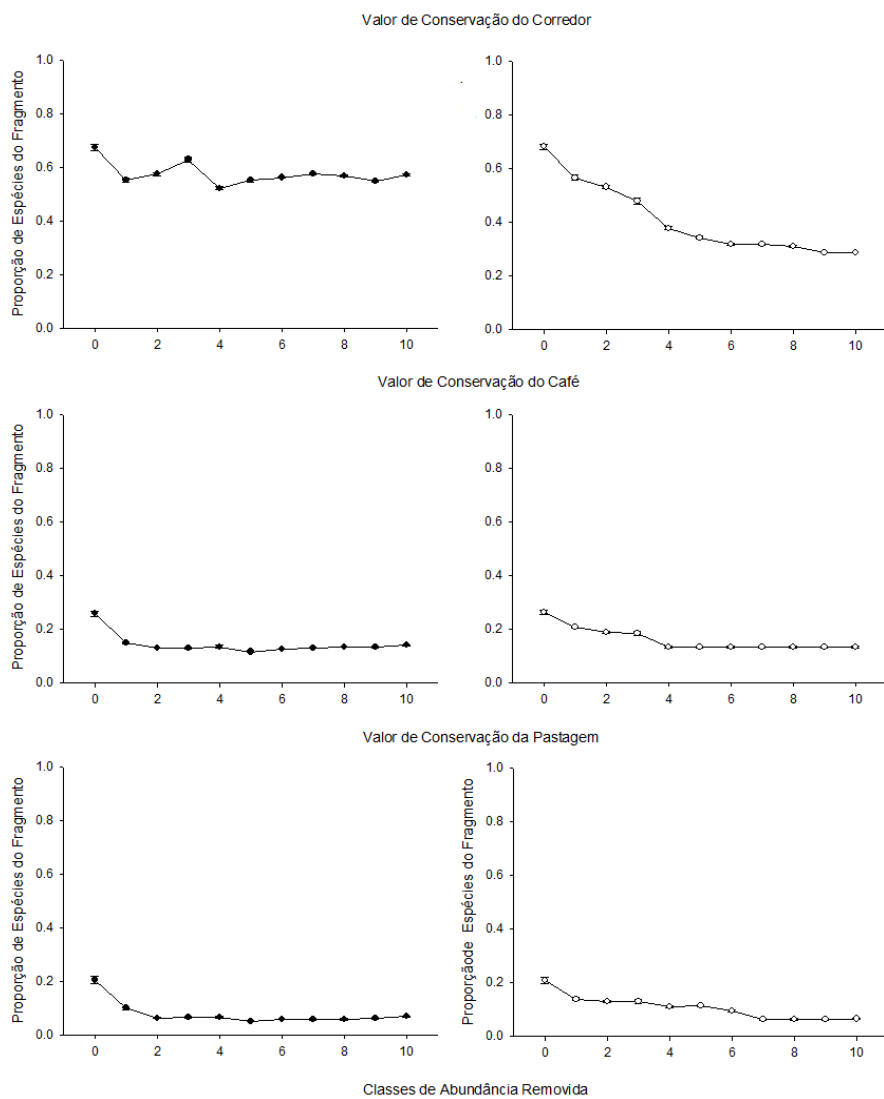 Valor de Conservação do Corredor
Proporção de Espécies do Fragmento
1.0
0.8
0.6
0.4
0.2
0.0
0 2 4 6 8 10
1.0
0.8
0.6
0.4
0.2
0.0
0 2 4 6 8 10
Valor de Conservação do Café
Proporção de Espécies do Fragmento
1.0
0.8
0.6
0.4
0.2
0.0
0 2 4 6 8 10
1.0
0.8
0.6
0.4
0.2
0.0
0 2 4 6 8 10
Valor de Conservação da Pastagem
Proporção de Espécies do Fragmento
1.0
0.8
0.6
0.4
0.2
0.0
0 2 4 6 8 10
Proporçãode Espécies do Fragmento
1.0
0.8
0.6
0.4
0.2
0.0
0 2 4 6 8 10
Classes de Abundância Removida